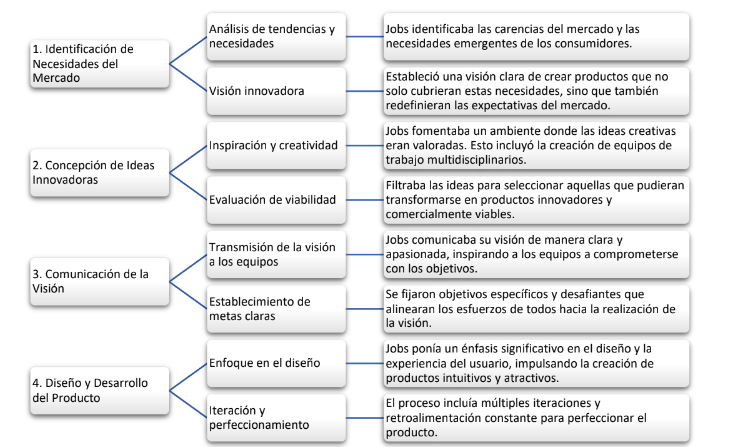 1. Identificación de
Necesidades del
Mercado
Análisis de tendencias y
necesidades
Jobs identificaba las carencias del mercado y las
necesidades emergentes de los consumidores.
Visión innovadora
Estableció una visión clara de crear productos que no
solo cubrieran estas necesidades, sino que también
redefinieran las expectativas del mercado.
2. Concepción de Ideas
Innovadoras
Inspiración y creatividad
Jobs fomentaba un ambiente donde las ideas creativas
eran valoradas. Esto incluyó la creación de equipos de
trabajo multidisciplinarios.
Evaluación de viabilidad
Filtraba las ideas para seleccionar aquellas que pudieran
transformarse en productos innovadores y
comercialmente viables.
3. Comunicación de la
Visión
Transmisión de la visión
a los equipos
Jobs comunicaba su visión de manera clara y
apasionada, inspirando a los equipos a comprometerse
con los objetivos.
Establecimiento de
metas claras
Se fijaron objetivos específicos y desafiantes que
alinearan los esfuerzos de todos hacia la realización de
la visión.
4. Diseño y Desarrollo
del Producto
Enfoque en el diseño
Jobs ponía un énfasis significativo en el diseño y la
experiencia del usuario, impulsando la creación de
productos intuitivos y atractivos.
Iteración y
perfeccionamiento
El proceso incluía múltiples iteraciones y
retroalimentación constante para perfeccionar el
producto.